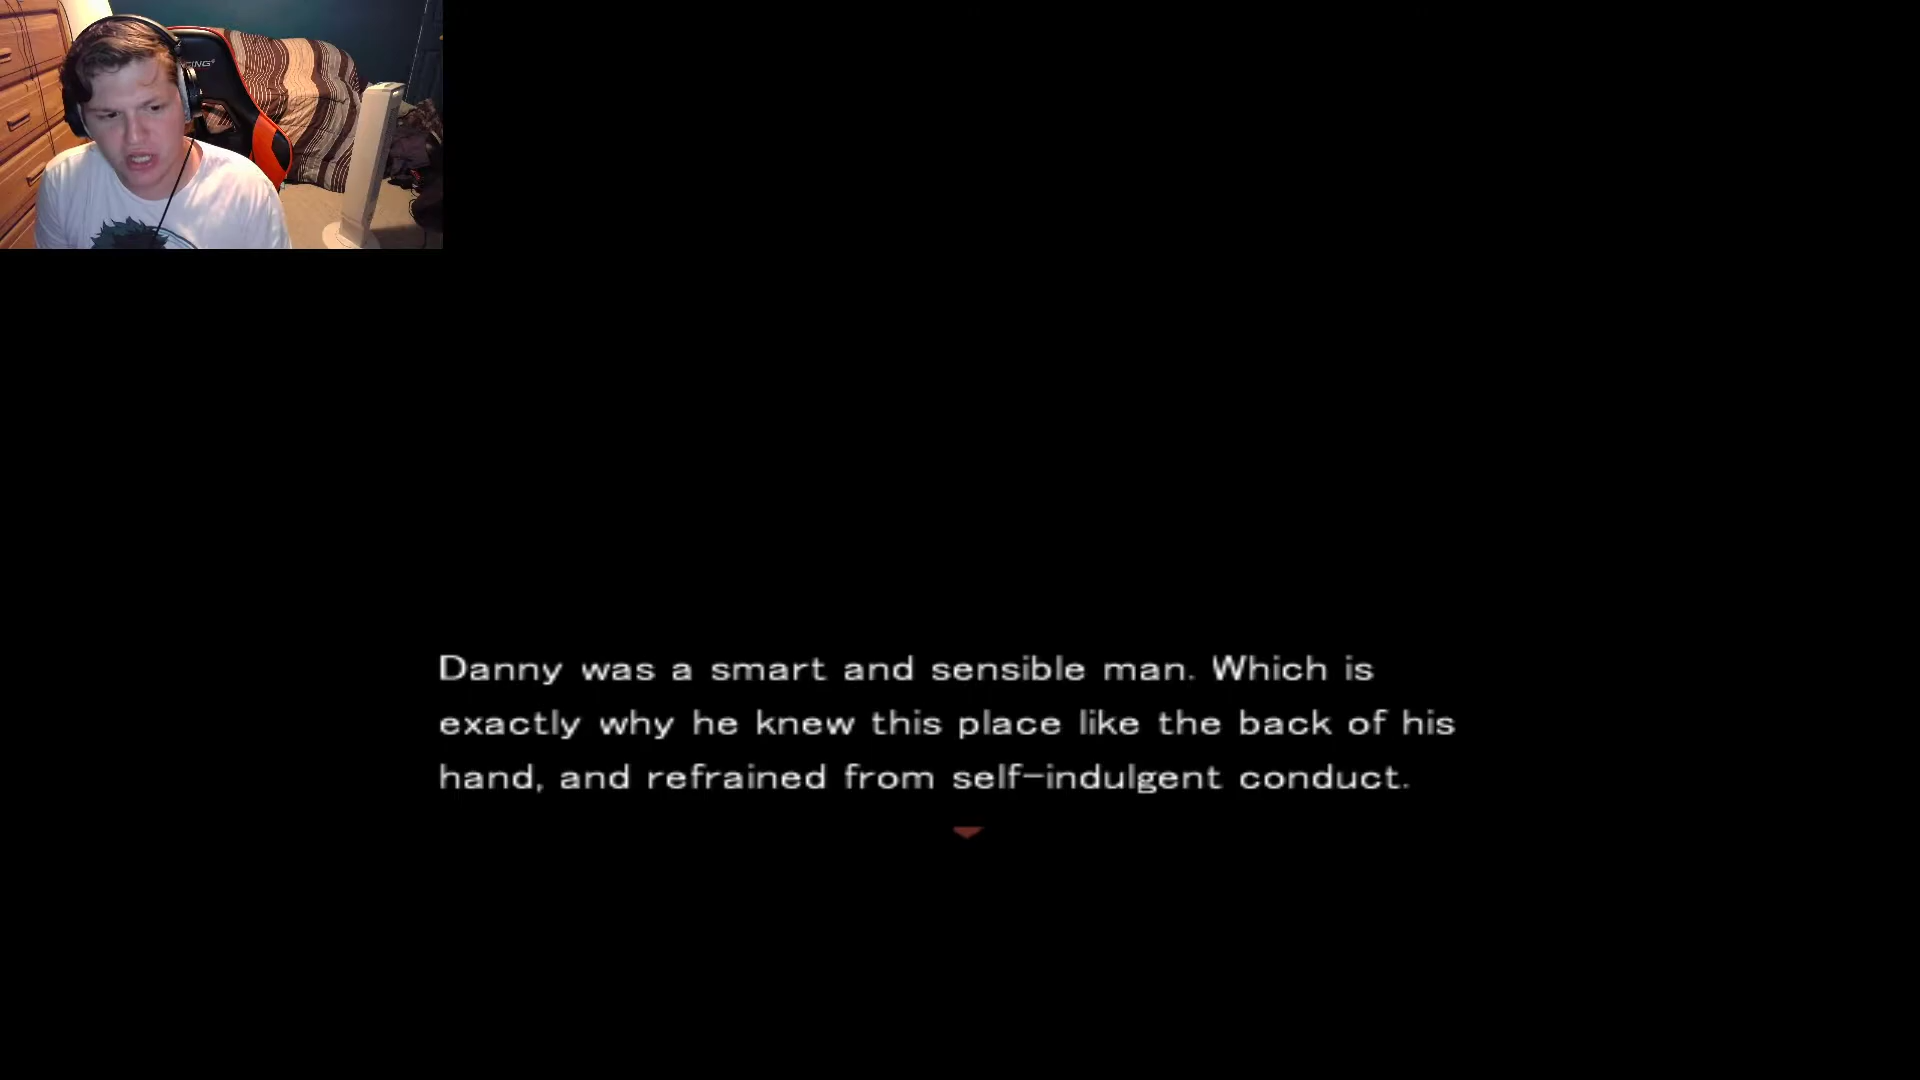 Danny was a smart and sensible man. Which is
exactly why he knew this place like the back of his
hand, and refrained from self-indulgent conduct.